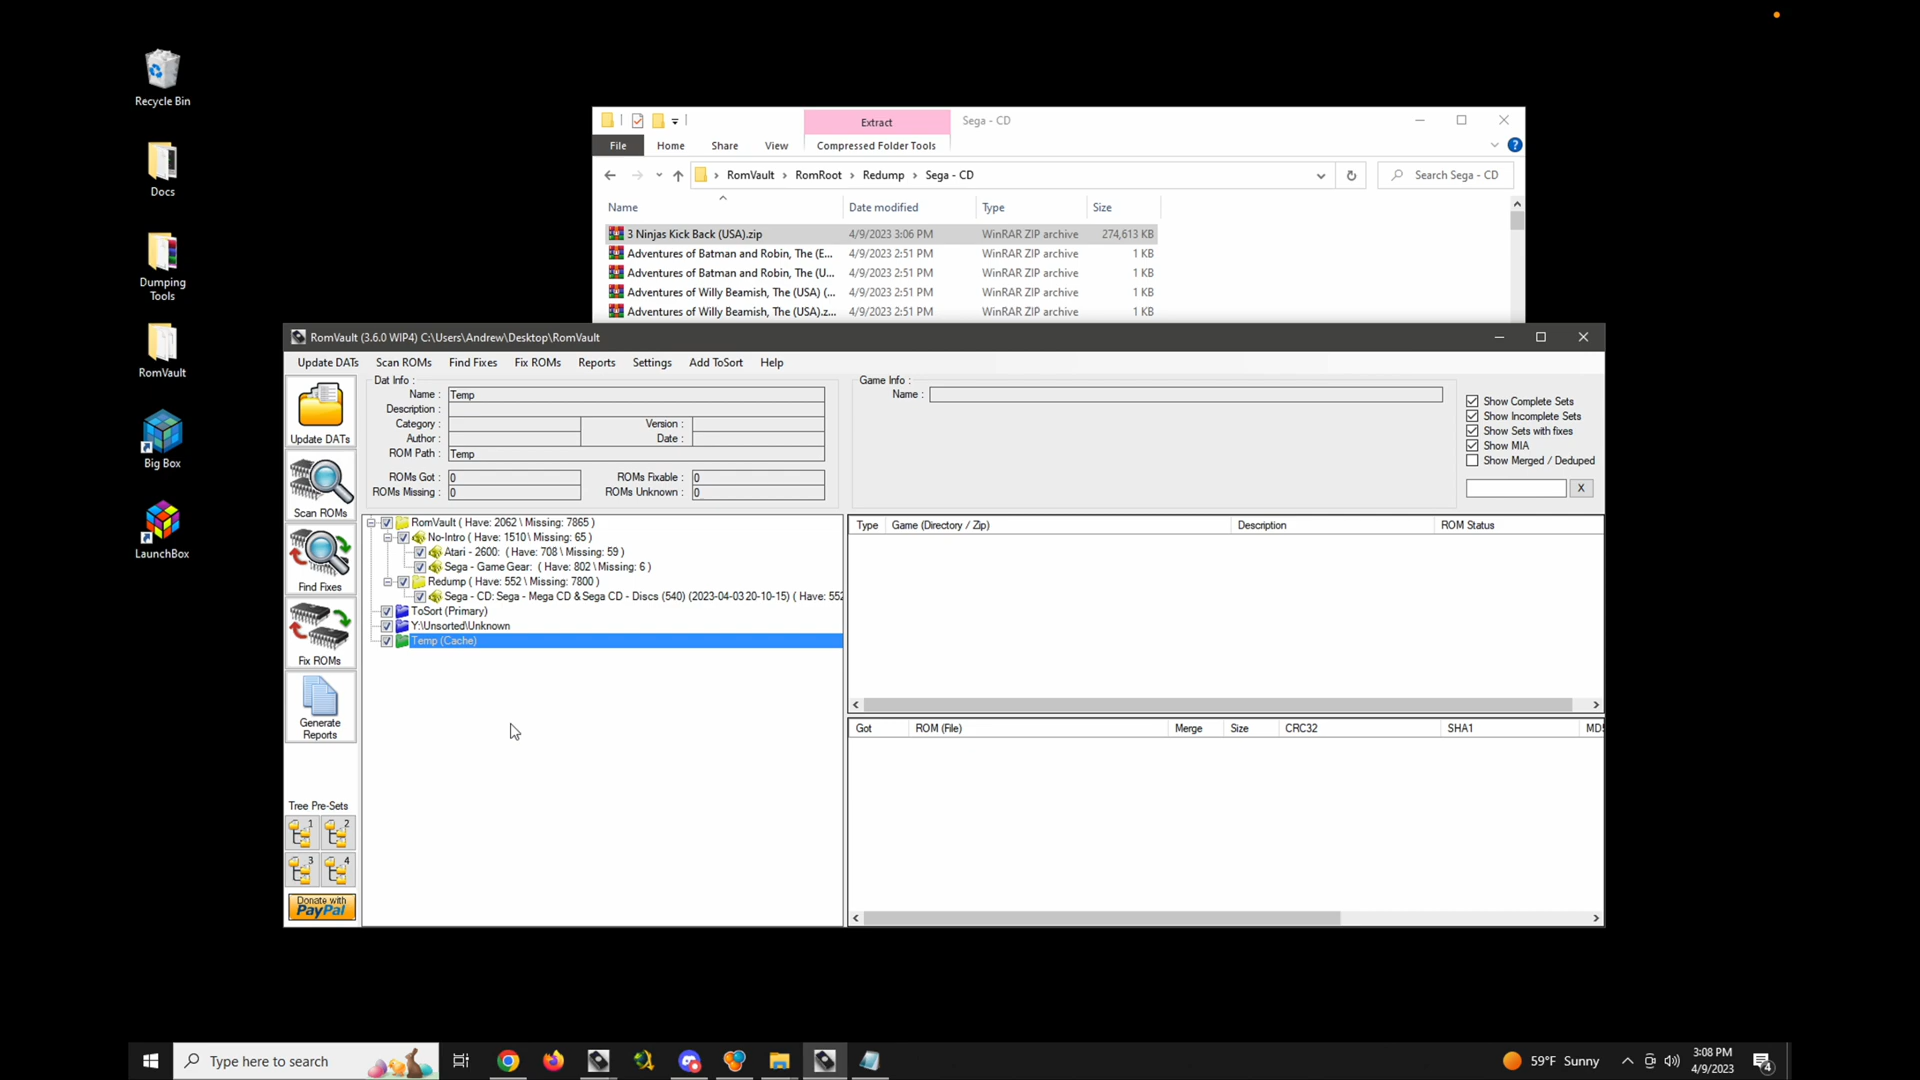 Recycle Bin
Docs
Dumping
Tools
RomVault
Big Box
LaunchBox
Extract
Sega - CD
File
Home
Share
View
Compressed Folder Tools
RomVault › RomRoot › Redump › Sega - CD
Search Sega - CD
Name Date modified Type Size
3 Ninjas Kick Back (USA).zip 4/9/2023 3:06 PM WinRAR ZIP archive 274,613 KB
Adventures of Batman and Robin, The (E... 4/9/2023 2:51 PM WinRAR ZIP archive 1 KB
Adventures of Batman and Robin, The (U... 4/9/2023 2:51 PM WinRAR ZIP archive 1 KB
Adventures of Willy Beamish, The (USA) (... 4/9/2023 2:51 PM WinRAR ZIP archive 1 KB
Adventures of Willy Beamish, The (USA).z... 4/9/2023 2:51 PM WinRAR ZIP archive 1 KB
RomVault (3.6.0 WIP4) C:\Users\Andrew\Desktop\RomVault
Update DATs Scan ROMs Find Fixes Fix ROMs Reports Settings Add ToSort Help
Update DATs
Scan ROMs
Find Fixes
Fix ROMs
Generate
Reports
Tree Pre-Sets
1 2
3 4
Donate with
PayPal
Dat Info :
Name : Temp
Description :
Category : Version :
Author : Date :
ROM Path : Temp
ROMs Got : 0 ROMs Fixable : 0
ROMs Missing : 0 ROMs Unknown : 0
RomVault ( Have: 2062 \ Missing: 7865 )
No-Intro ( Have: 1510 \ Missing: 65 )
Atari - 2600: ( Have: 708 \ Missing: 59 )
Sega - Game Gear: ( Have: 802 \ Missing: 6 )
Redump ( Have: 552 \ Missing: 7800 )
Sega - CD: Sega - Mega CD & Sega CD - Discs (540) (2023-04-03 20-10-15) ( Have: 552
ToSort (Primary)
Y:\Unsorted\Unknown
Temp (Cache)
Game Info :
Name :
Show Complete Sets
Show Incomplete Sets
Show Sets with fixes
Show MIA
Show Merged / Deduped
X
Type Game (Directory / Zip) Description ROM Status
Got ROM (File) Merge Size CRC32 SHA1 MD5
Type here to search
59°F Sunny
3:08 PM
4/9/2023
4